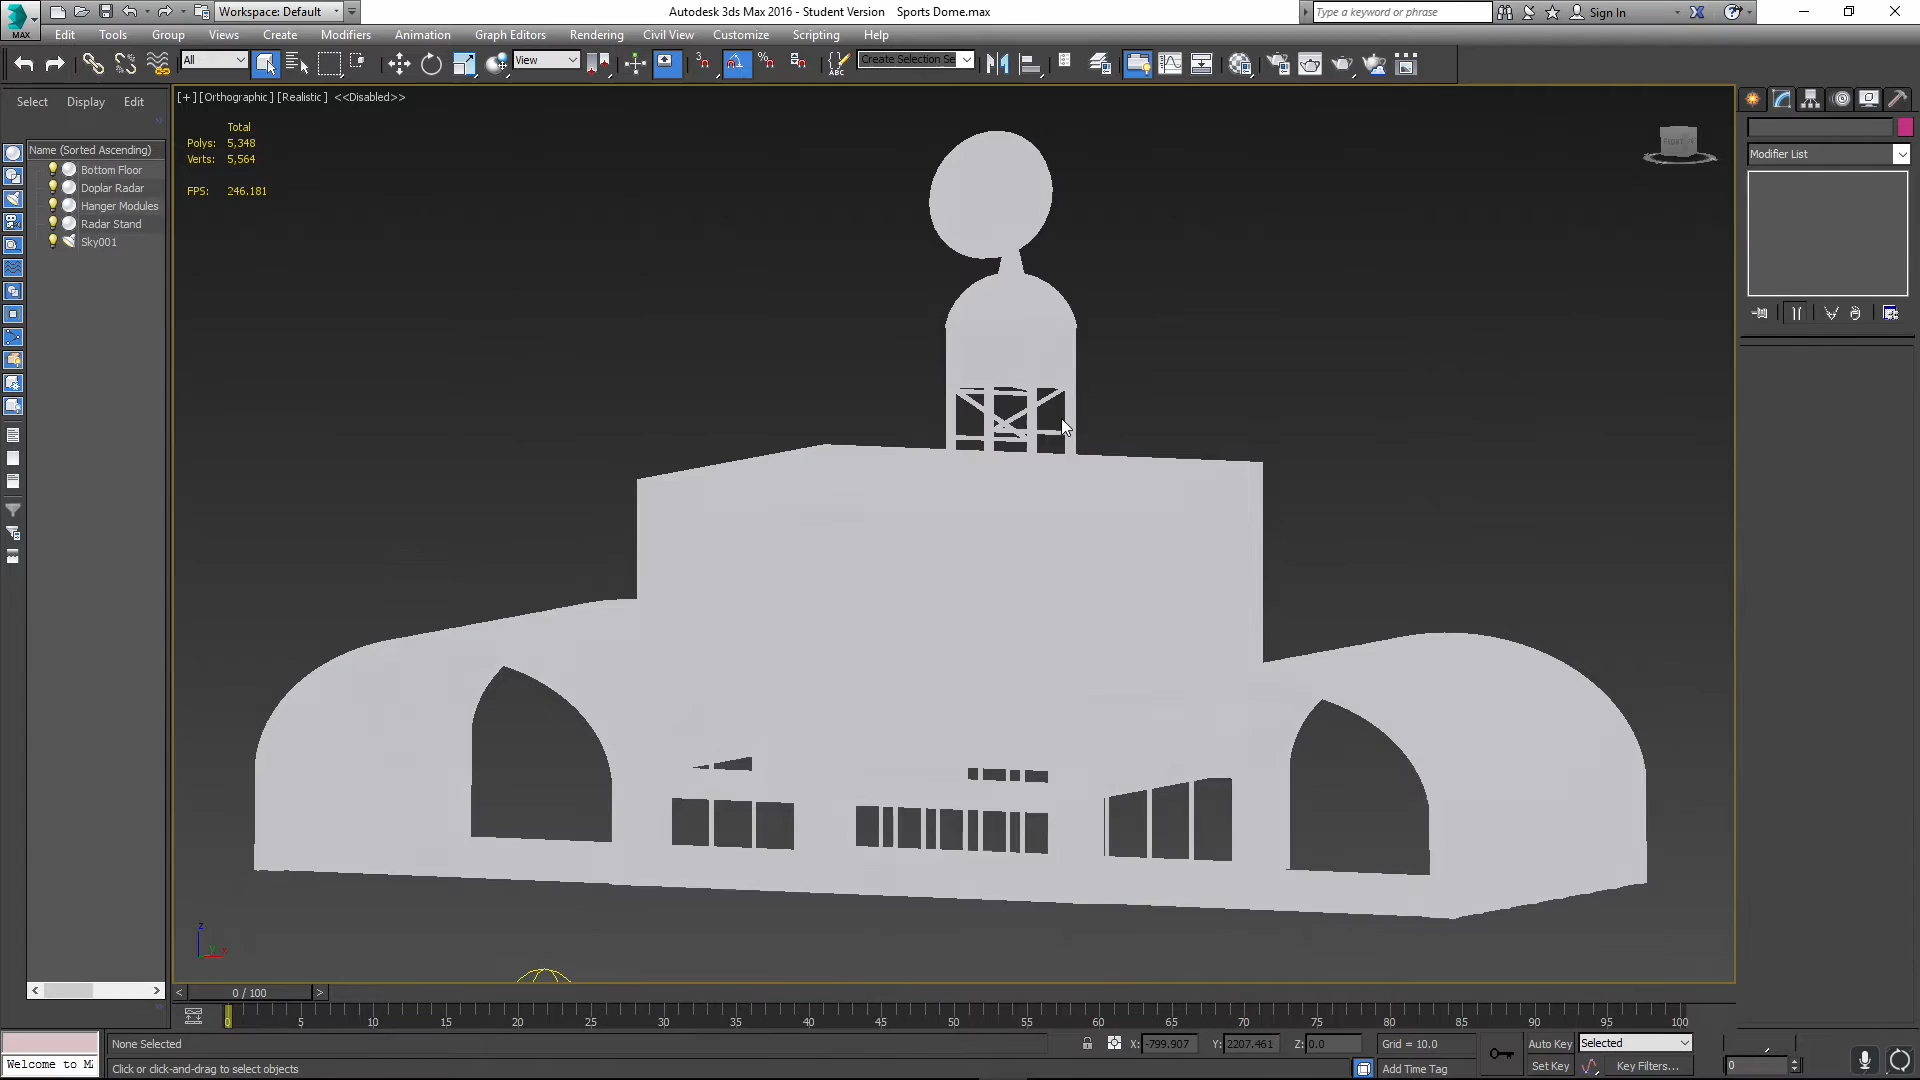 Workspace: Default
Autodesk 3ds Max 2016 - Student Version    Sports Dome.max
Type a keyword or phrase
Sign In
MAX
Edit Tools Group Views Create Modifiers Animation Graph Editors Rendering Civil View Customize Scripting Help
All
View
ABC
Create Selection Se
Select Display Edit
[+] [Orthographic] [Realistic] <<Disabled>>
Total
Polys: 5,348
Verts: 5,564
FPS: 246.181
Name (Sorted Ascending)
Bottom Floor
Doplar Radar
Hanger Modules
Radar Stand
Sky001
FRONT
Modifier List
z
y x
< 0 / 100 >
0 5 10 15 20 25 30 35 40 45 50 55 60 65 70 75 80 85 90 95 100
None Selected
X: -799.907 Y: 2207.461 Z: 0.0
Grid = 10.0
Auto Key
Selected
Welcome to Mi
Click or click-and-drag to select objects
Add Time Tag
Set Key
Key Filters...
0